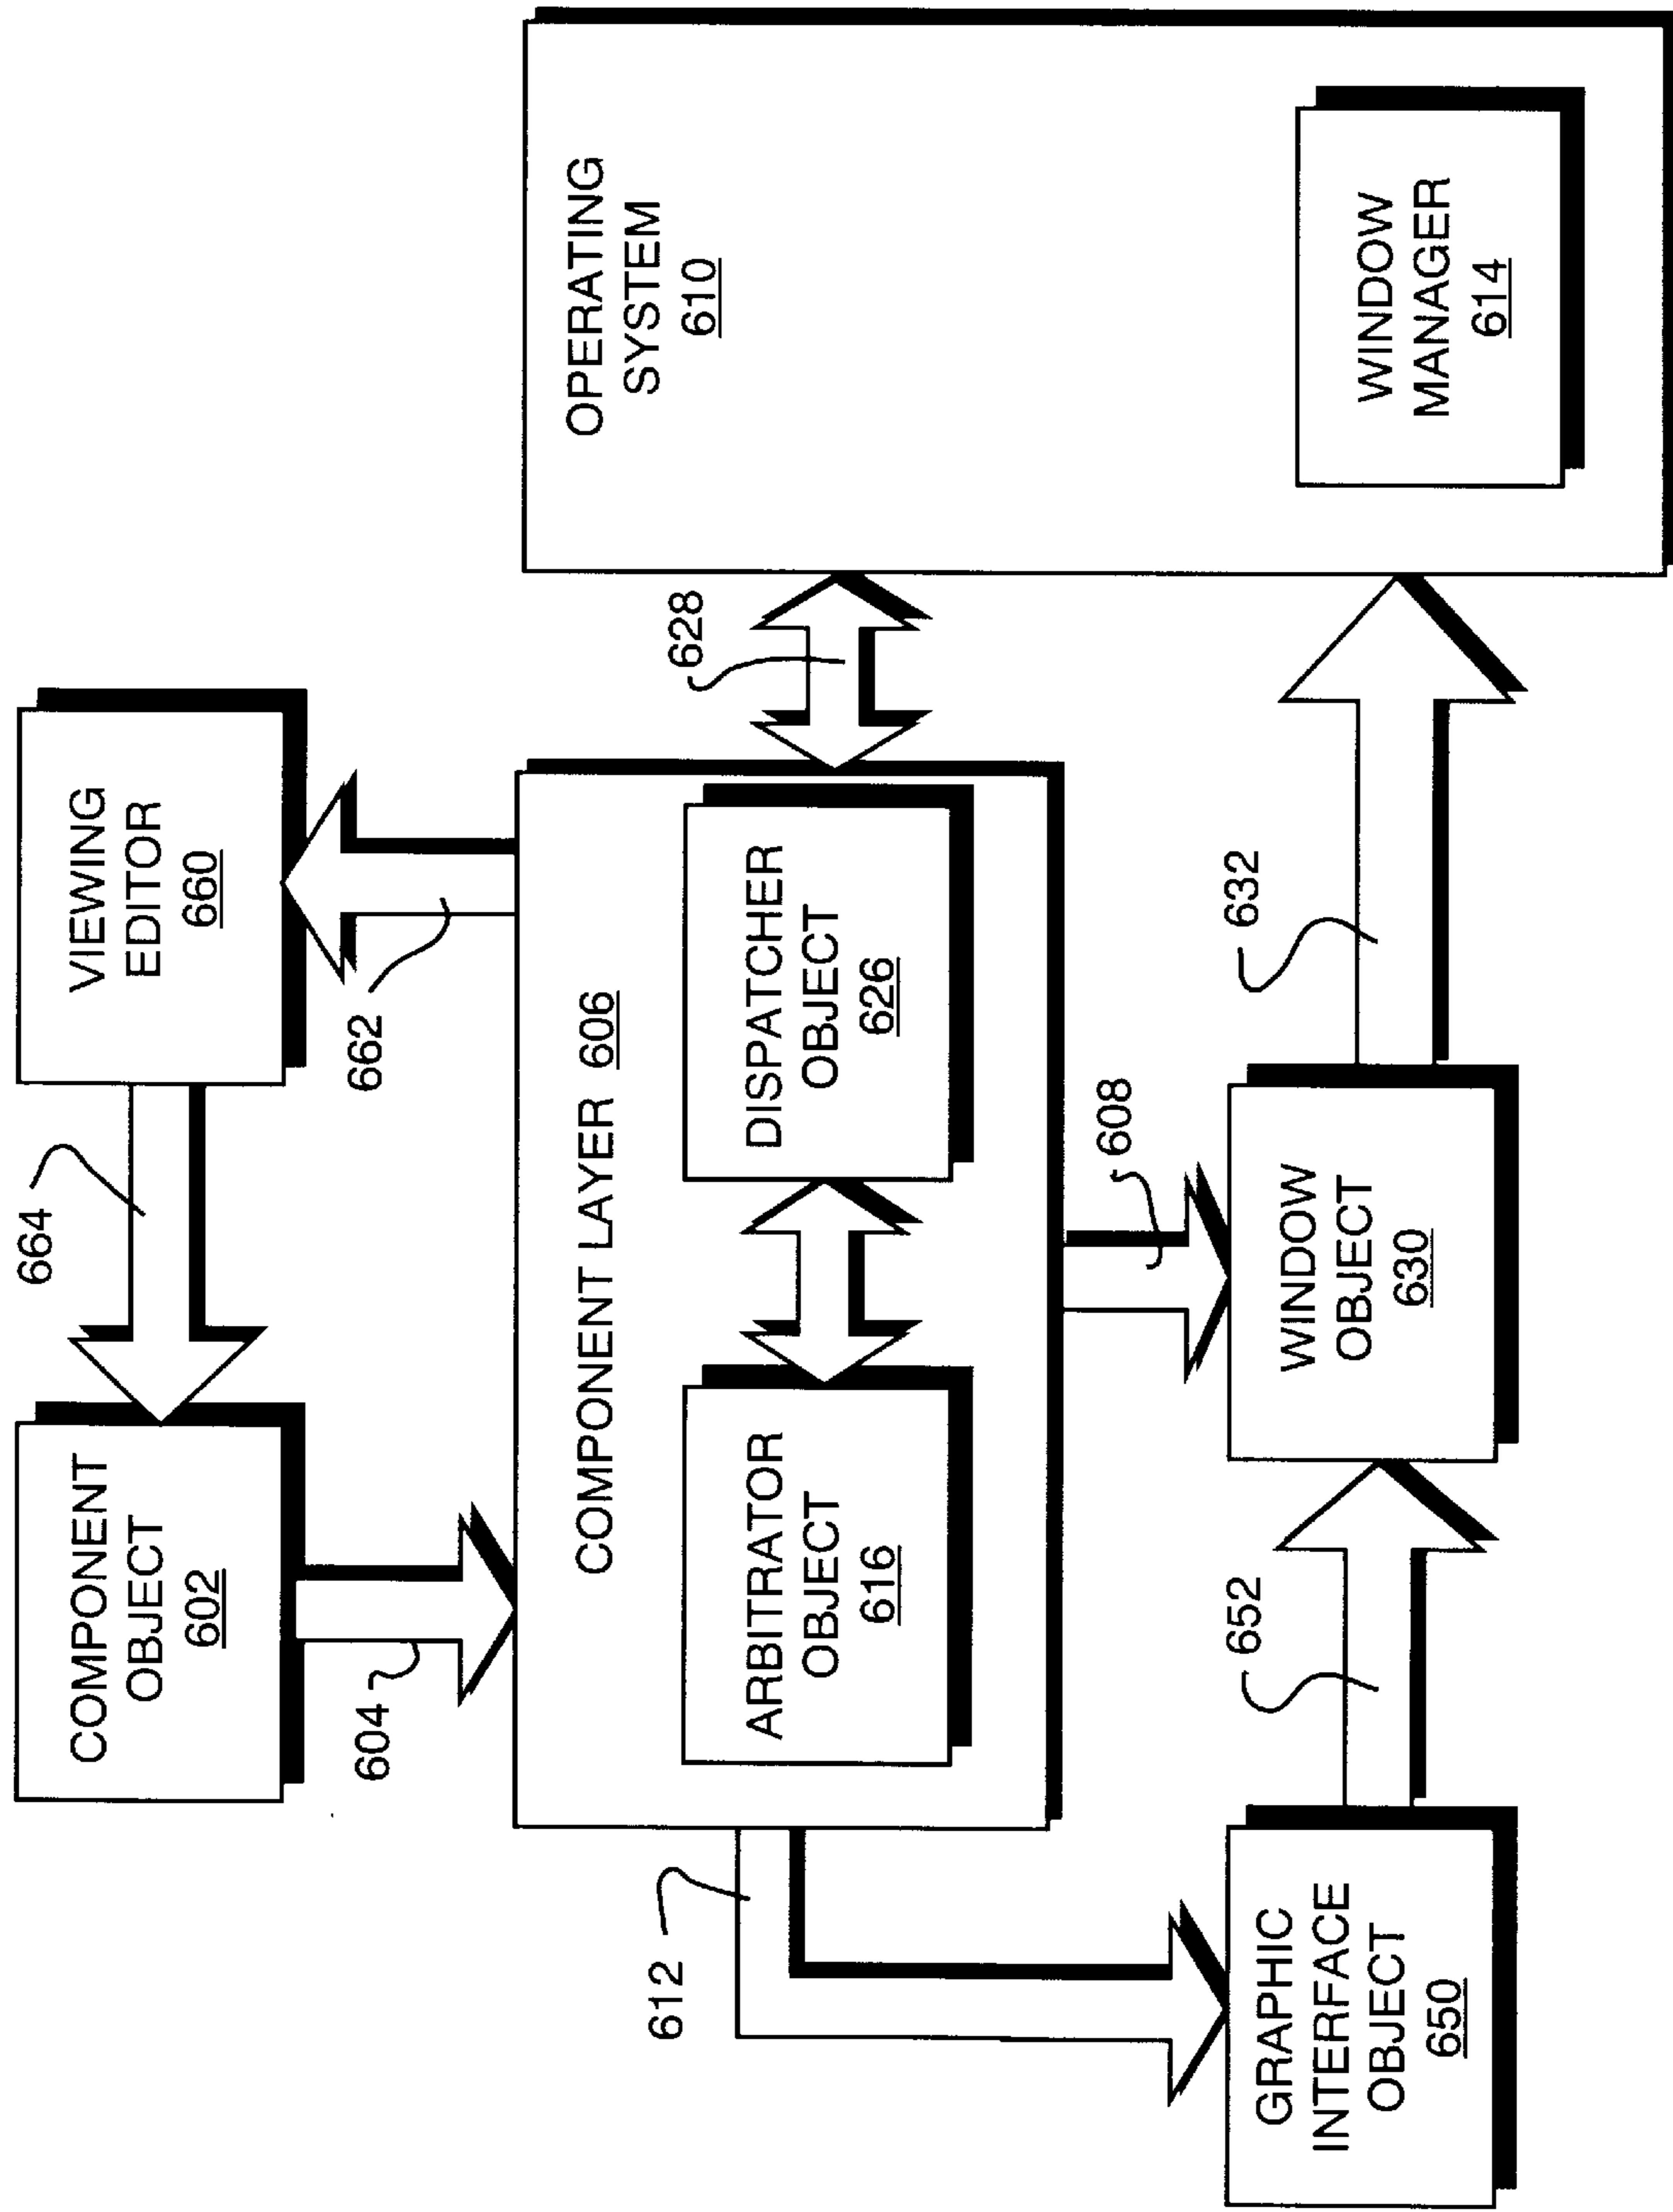 COMPONENT
OBJECT
602
664
VIEWING
EDITOR
660
604
662
COMPONENT LAYER 606
ARBITRATOR
OBJECT
616
DISPATCHER
OBJECT
626
628
OPERATING
SYSTEM
610
612
608
GRAPHIC
INTERFACE
OBJECT
650
652
WINDOW
OBJECT
630
632
WINDOW
MANAGER
614